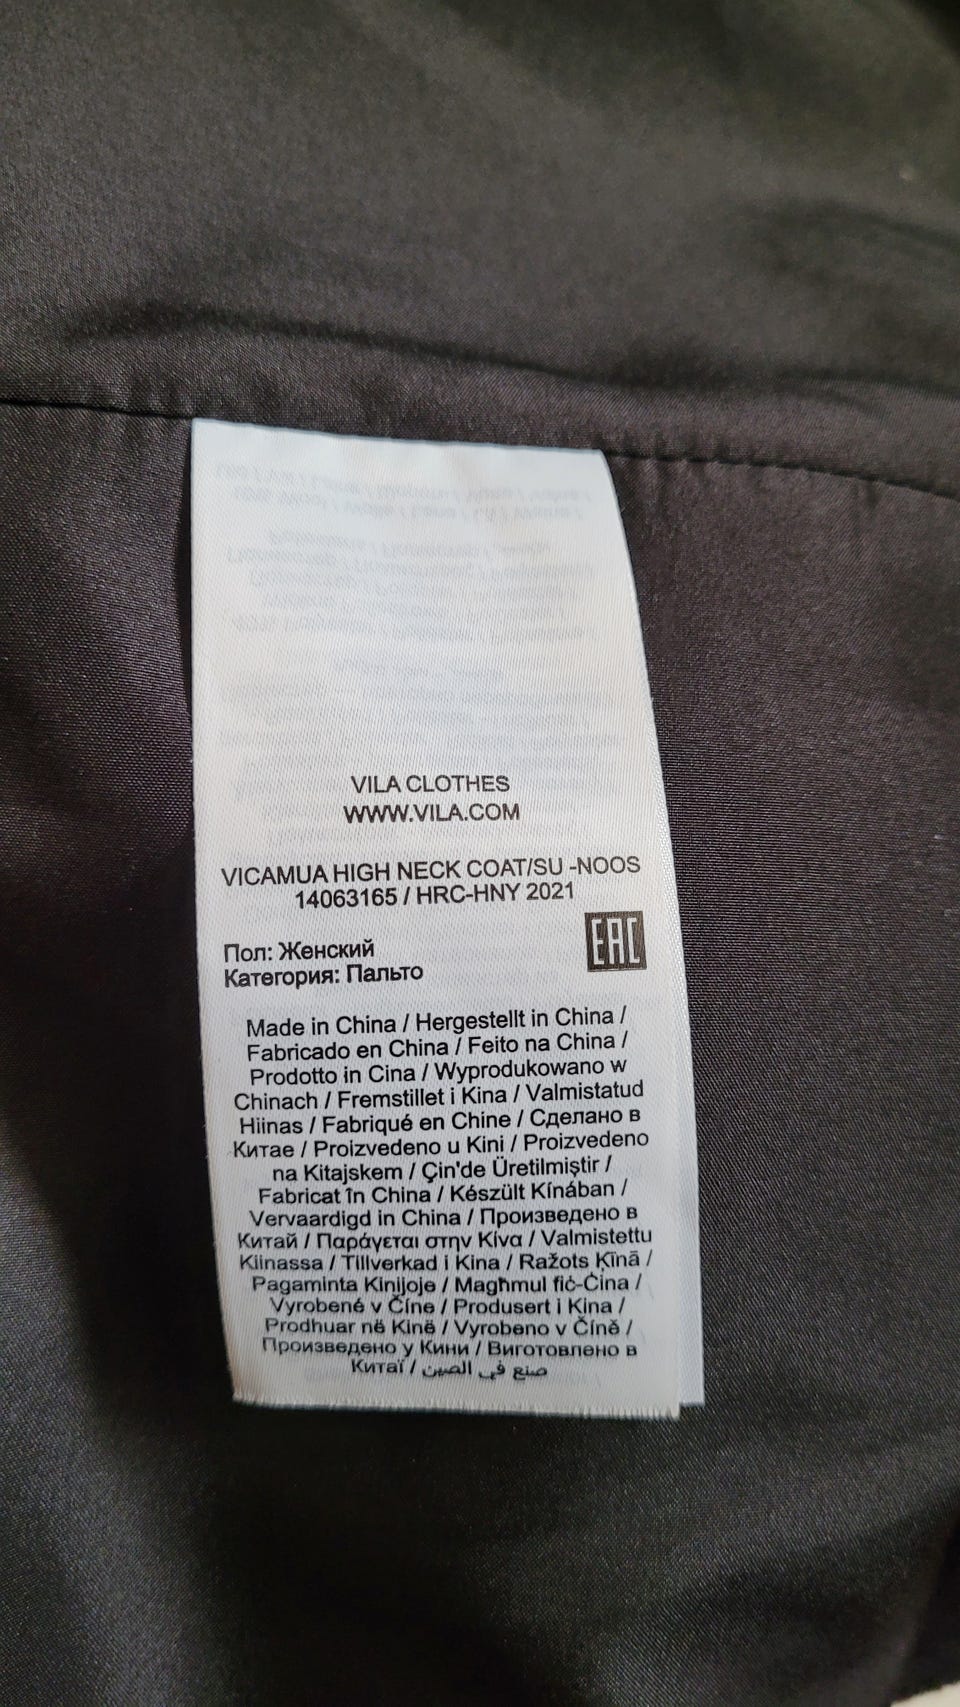 VILA CLOTHES
WWW.VILA.COM
VICAMUA HIGH NECK COAT/SU -NOOS
14063165 / HRC-HNY 2021
EAC
Пол: Женский
Категория: Пальто
Made in China / Hergestellt in China /
Fabricado en China / Feito na China /
Prodotto in Cina / Wyprodukowano w
Chinach / Fremstillet i Kina / Valmistatud
Hiinas / Fabriqué en Chine / Сделано в
Китае / Proizvedeno u Kini / Proizvedeno
na Kitajskem / Çin'de Üretilmiştir /
Fabricat în China / Készült Kínában /
Vervaardigd in China / Произведено в
Китай / Παράγεται στην Κίνα / Valmistettu
Kiinassa / Tillverkad i Kina / Ražots Ķīnā /
Pagaminta Kinijoje / Magħmul fiċ-Ċina /
Vyrobené v Číne / Produsert i Kina /
Prodhuar në Kinë / Vyrobeno v Číně /
Произведено у Кини / Виготовлено в
Китаї / صنع في الصين